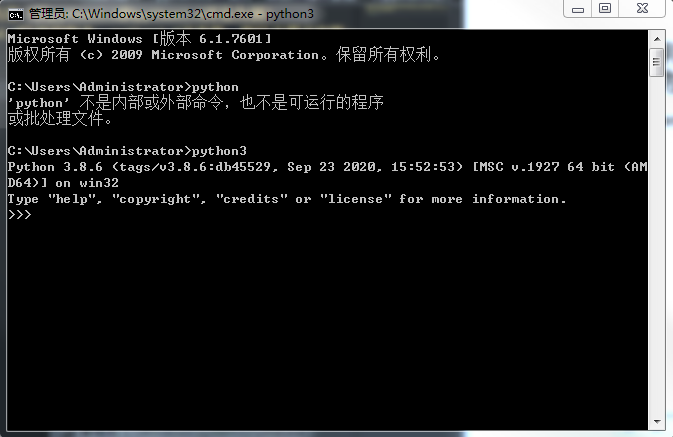 管理员: C:\Windows\system32\cmd.exe - python3
Microsoft Windows [版本 6.1.7601]
版权所有 (c) 2009 Microsoft Corporation。保留所有权利。
C:\Users\Administrator>python
'python' 不是内部或外部命令，也不是可运行的程序
或批处理文件。
C:\Users\Administrator>python3
Python 3.8.6 (tags/v3.8.6:db45529, Sep 23 2020, 15:52:53) [MSC v.1927 64 bit (AM
D64)] on win32
Type "help", "copyright", "credits" or "license" for more information.
>>>